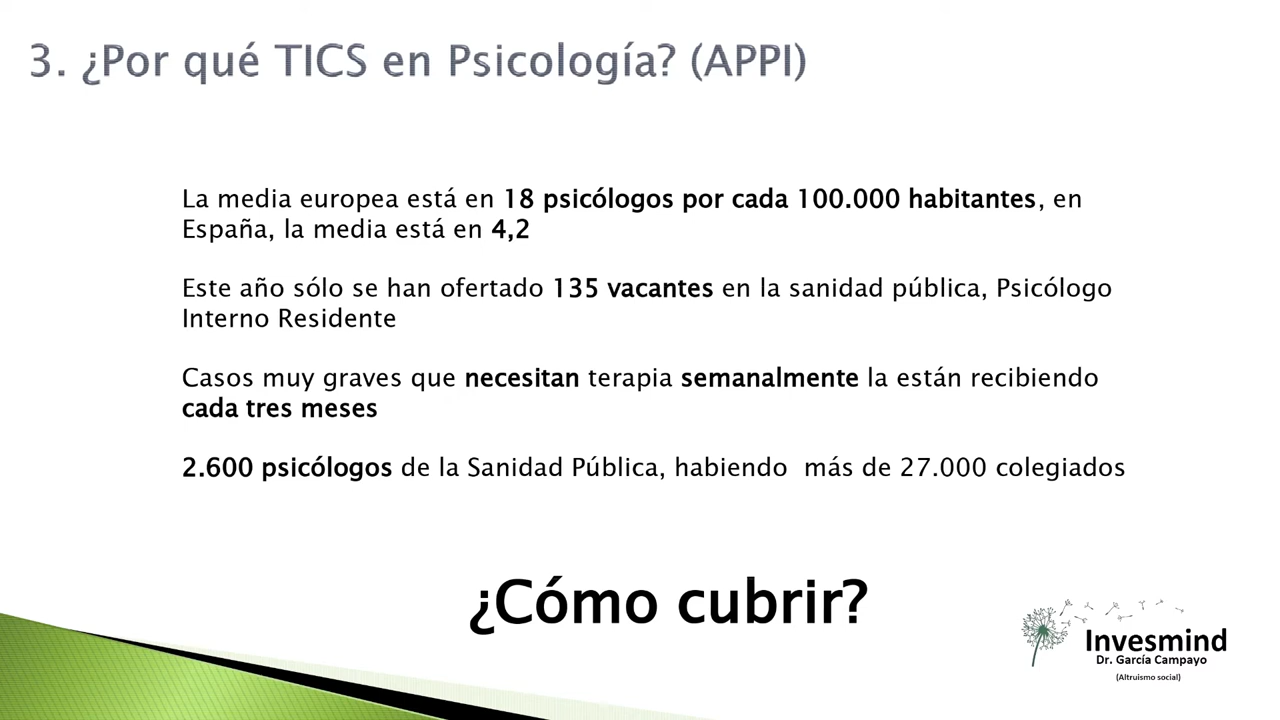 3. ¿Por qué TICS en Psicología? (APPI)
La media europea está en 18 psicólogos por cada 100.000 habitantes, en
España, la media está en 4,2
Este año sólo se han ofertado 135 vacantes en la sanidad pública, Psicólogo
Interno Residente
Casos muy graves que necesitan terapia semanalmente la están recibiendo
cada tres meses
2.600 psicólogos de la Sanidad Pública, habiendo  más de 27.000 colegiados
¿Cómo cubrir?
Invesmind
Dr. García Campayo
(Altruismo social)